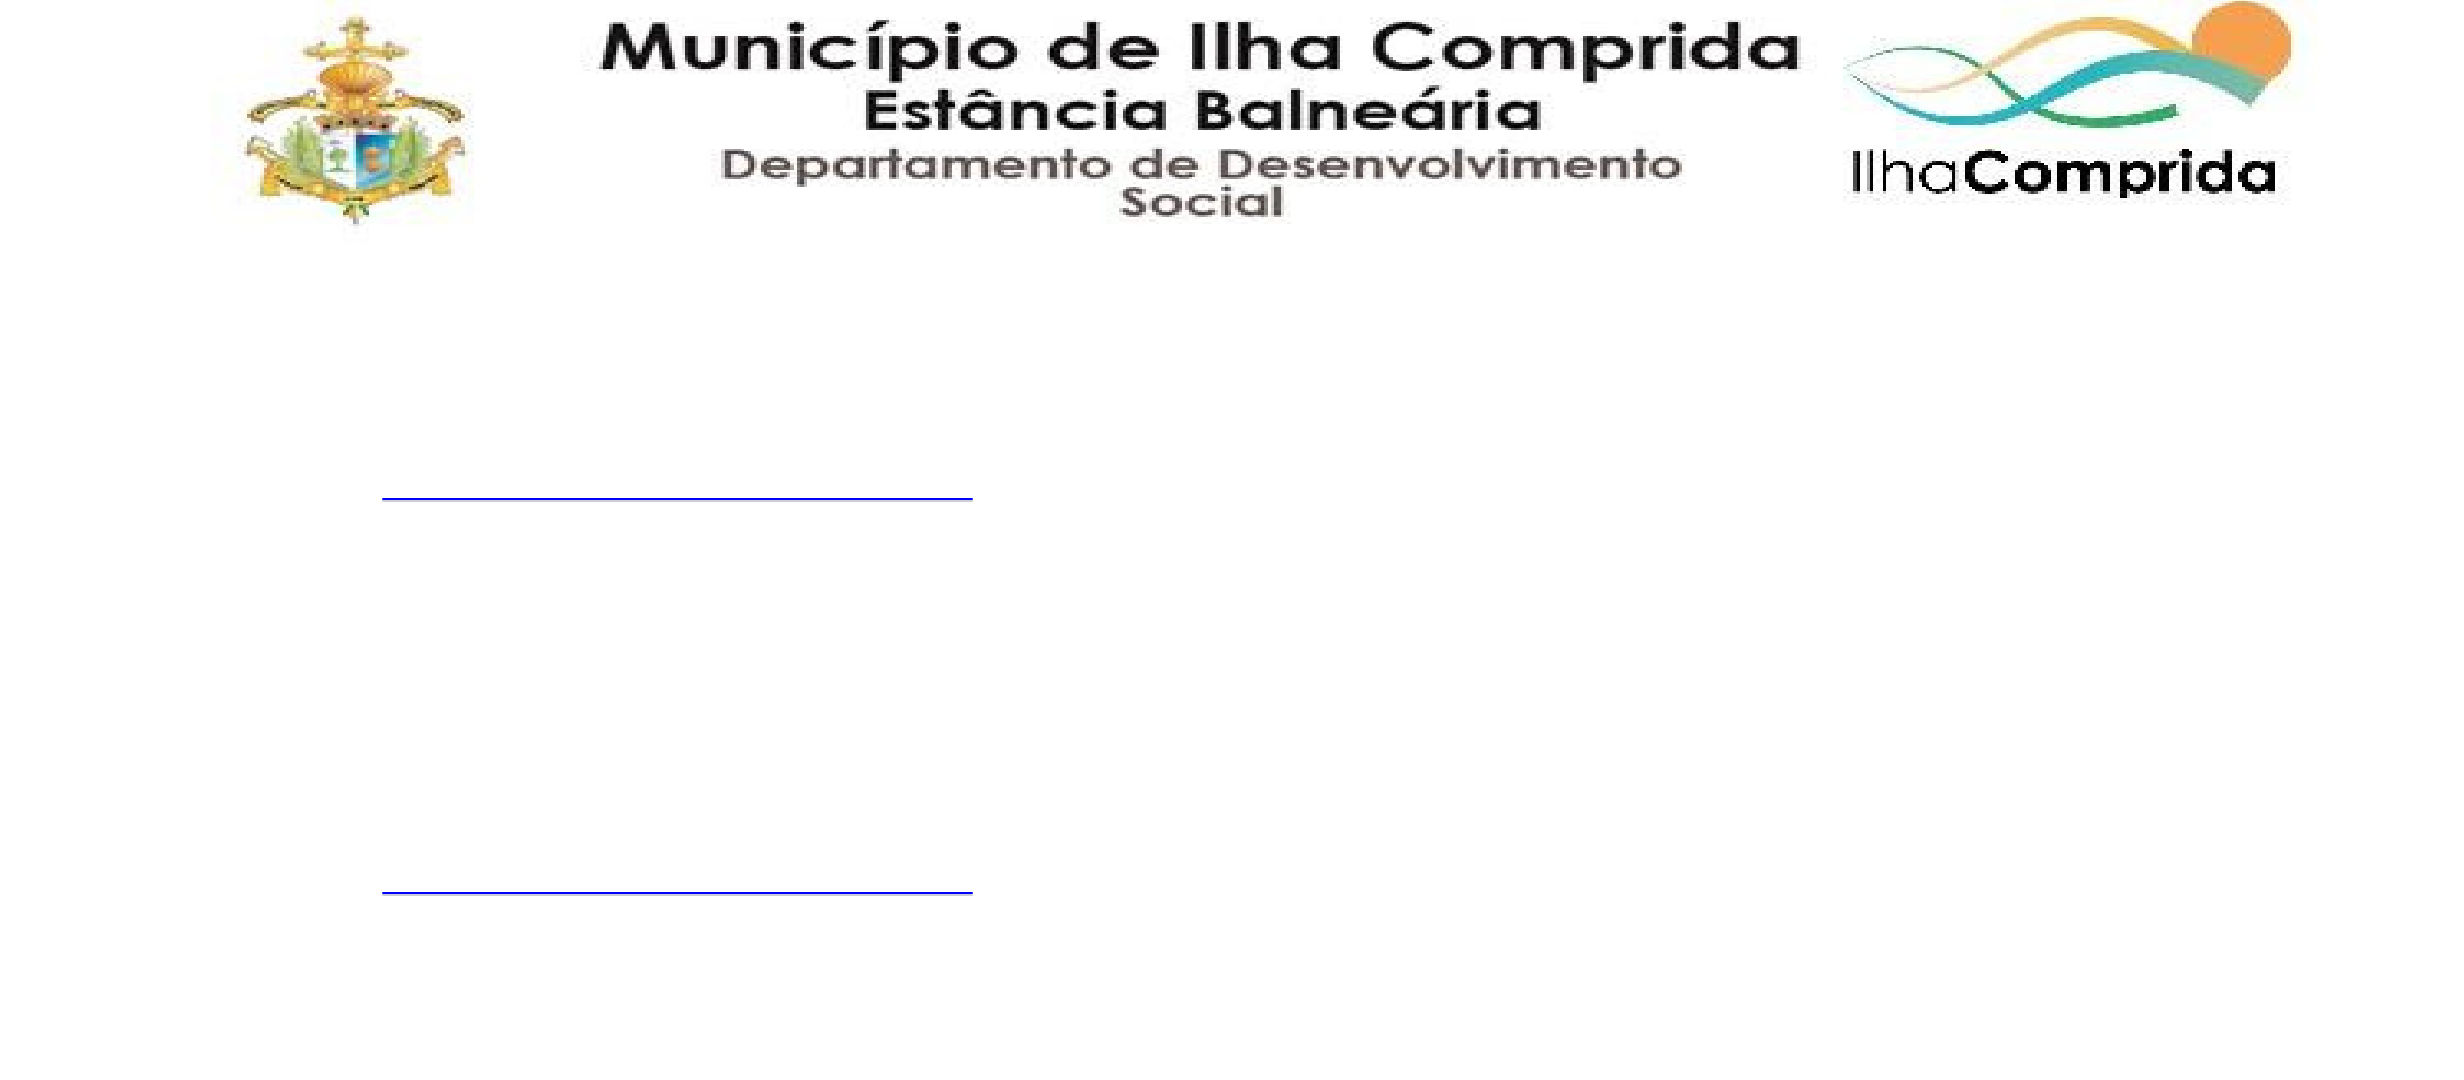 Município de Ilha Comprida
Estância Balneária
Departamento de Desenvolvimento
Social
IlhaComprida